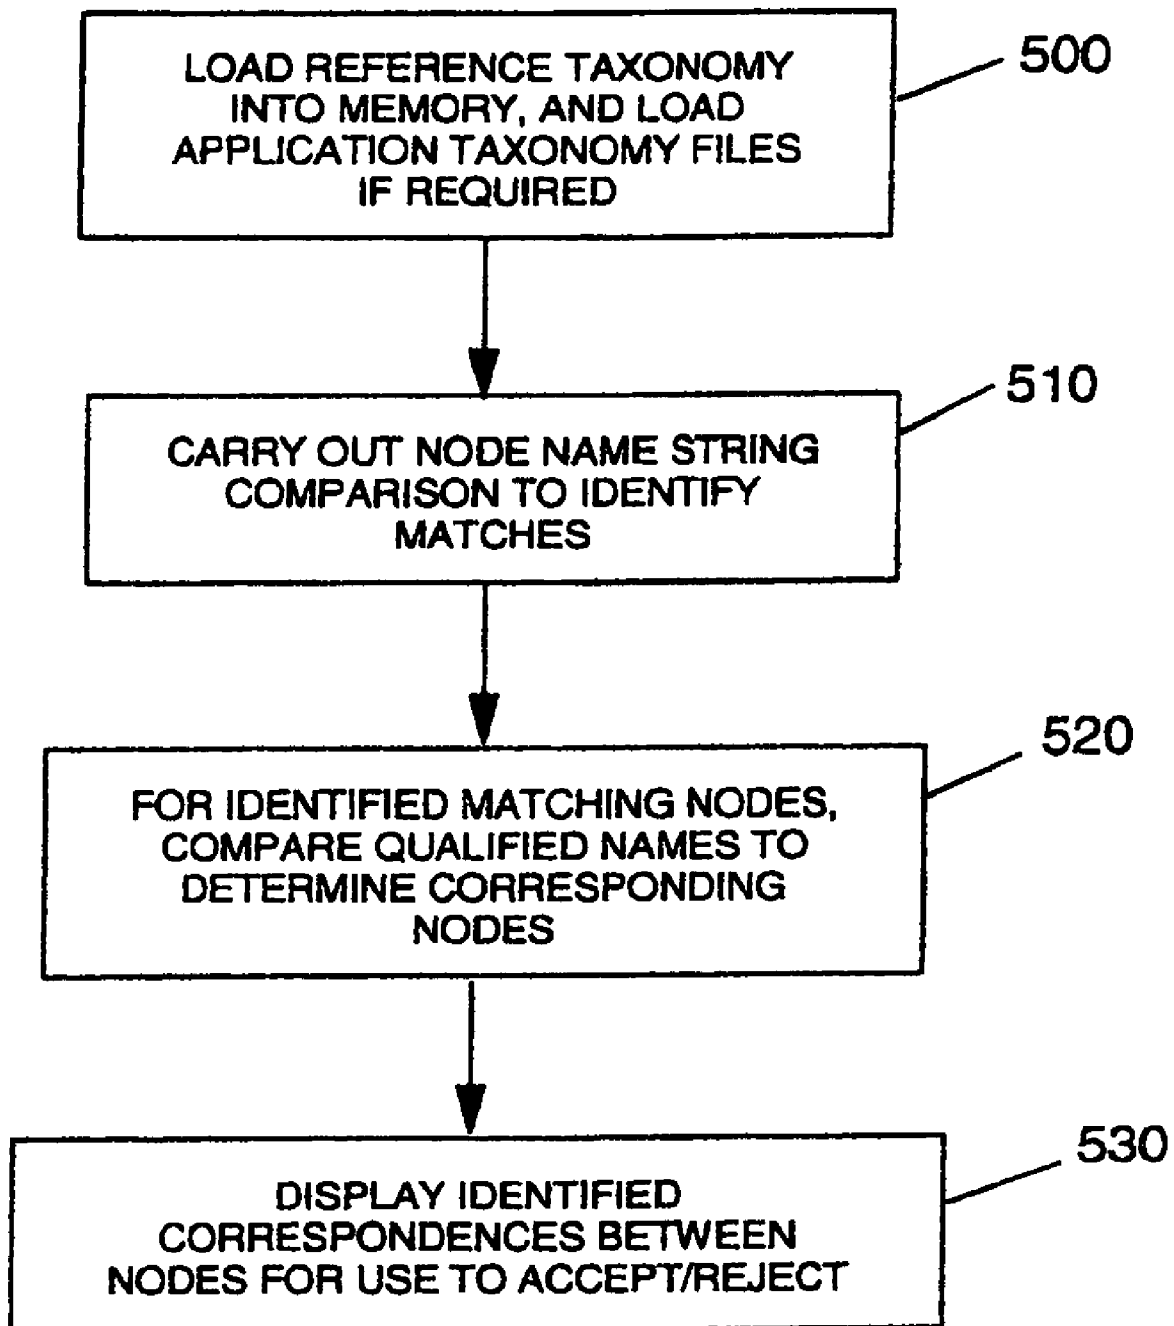 LOAD REFERENCE TAXONOMY
INTO MEMORY, AND LOAD
APPLICATION TAXONOMY FILES
IF REQUIRED
500
CARRY OUT NODE NAME STRING
COMPARISON TO IDENTIFY
MATCHES
510
FOR IDENTIFIED MATCHING NODES,
COMPARE QUALIFIED NAMES TO
DETERMINE CORRESPONDING
NODES
520
DISPLAY IDENTIFIED
CORRESPONDENCES BETWEEN
NODES FOR USE TO ACCEPT/REJECT
530